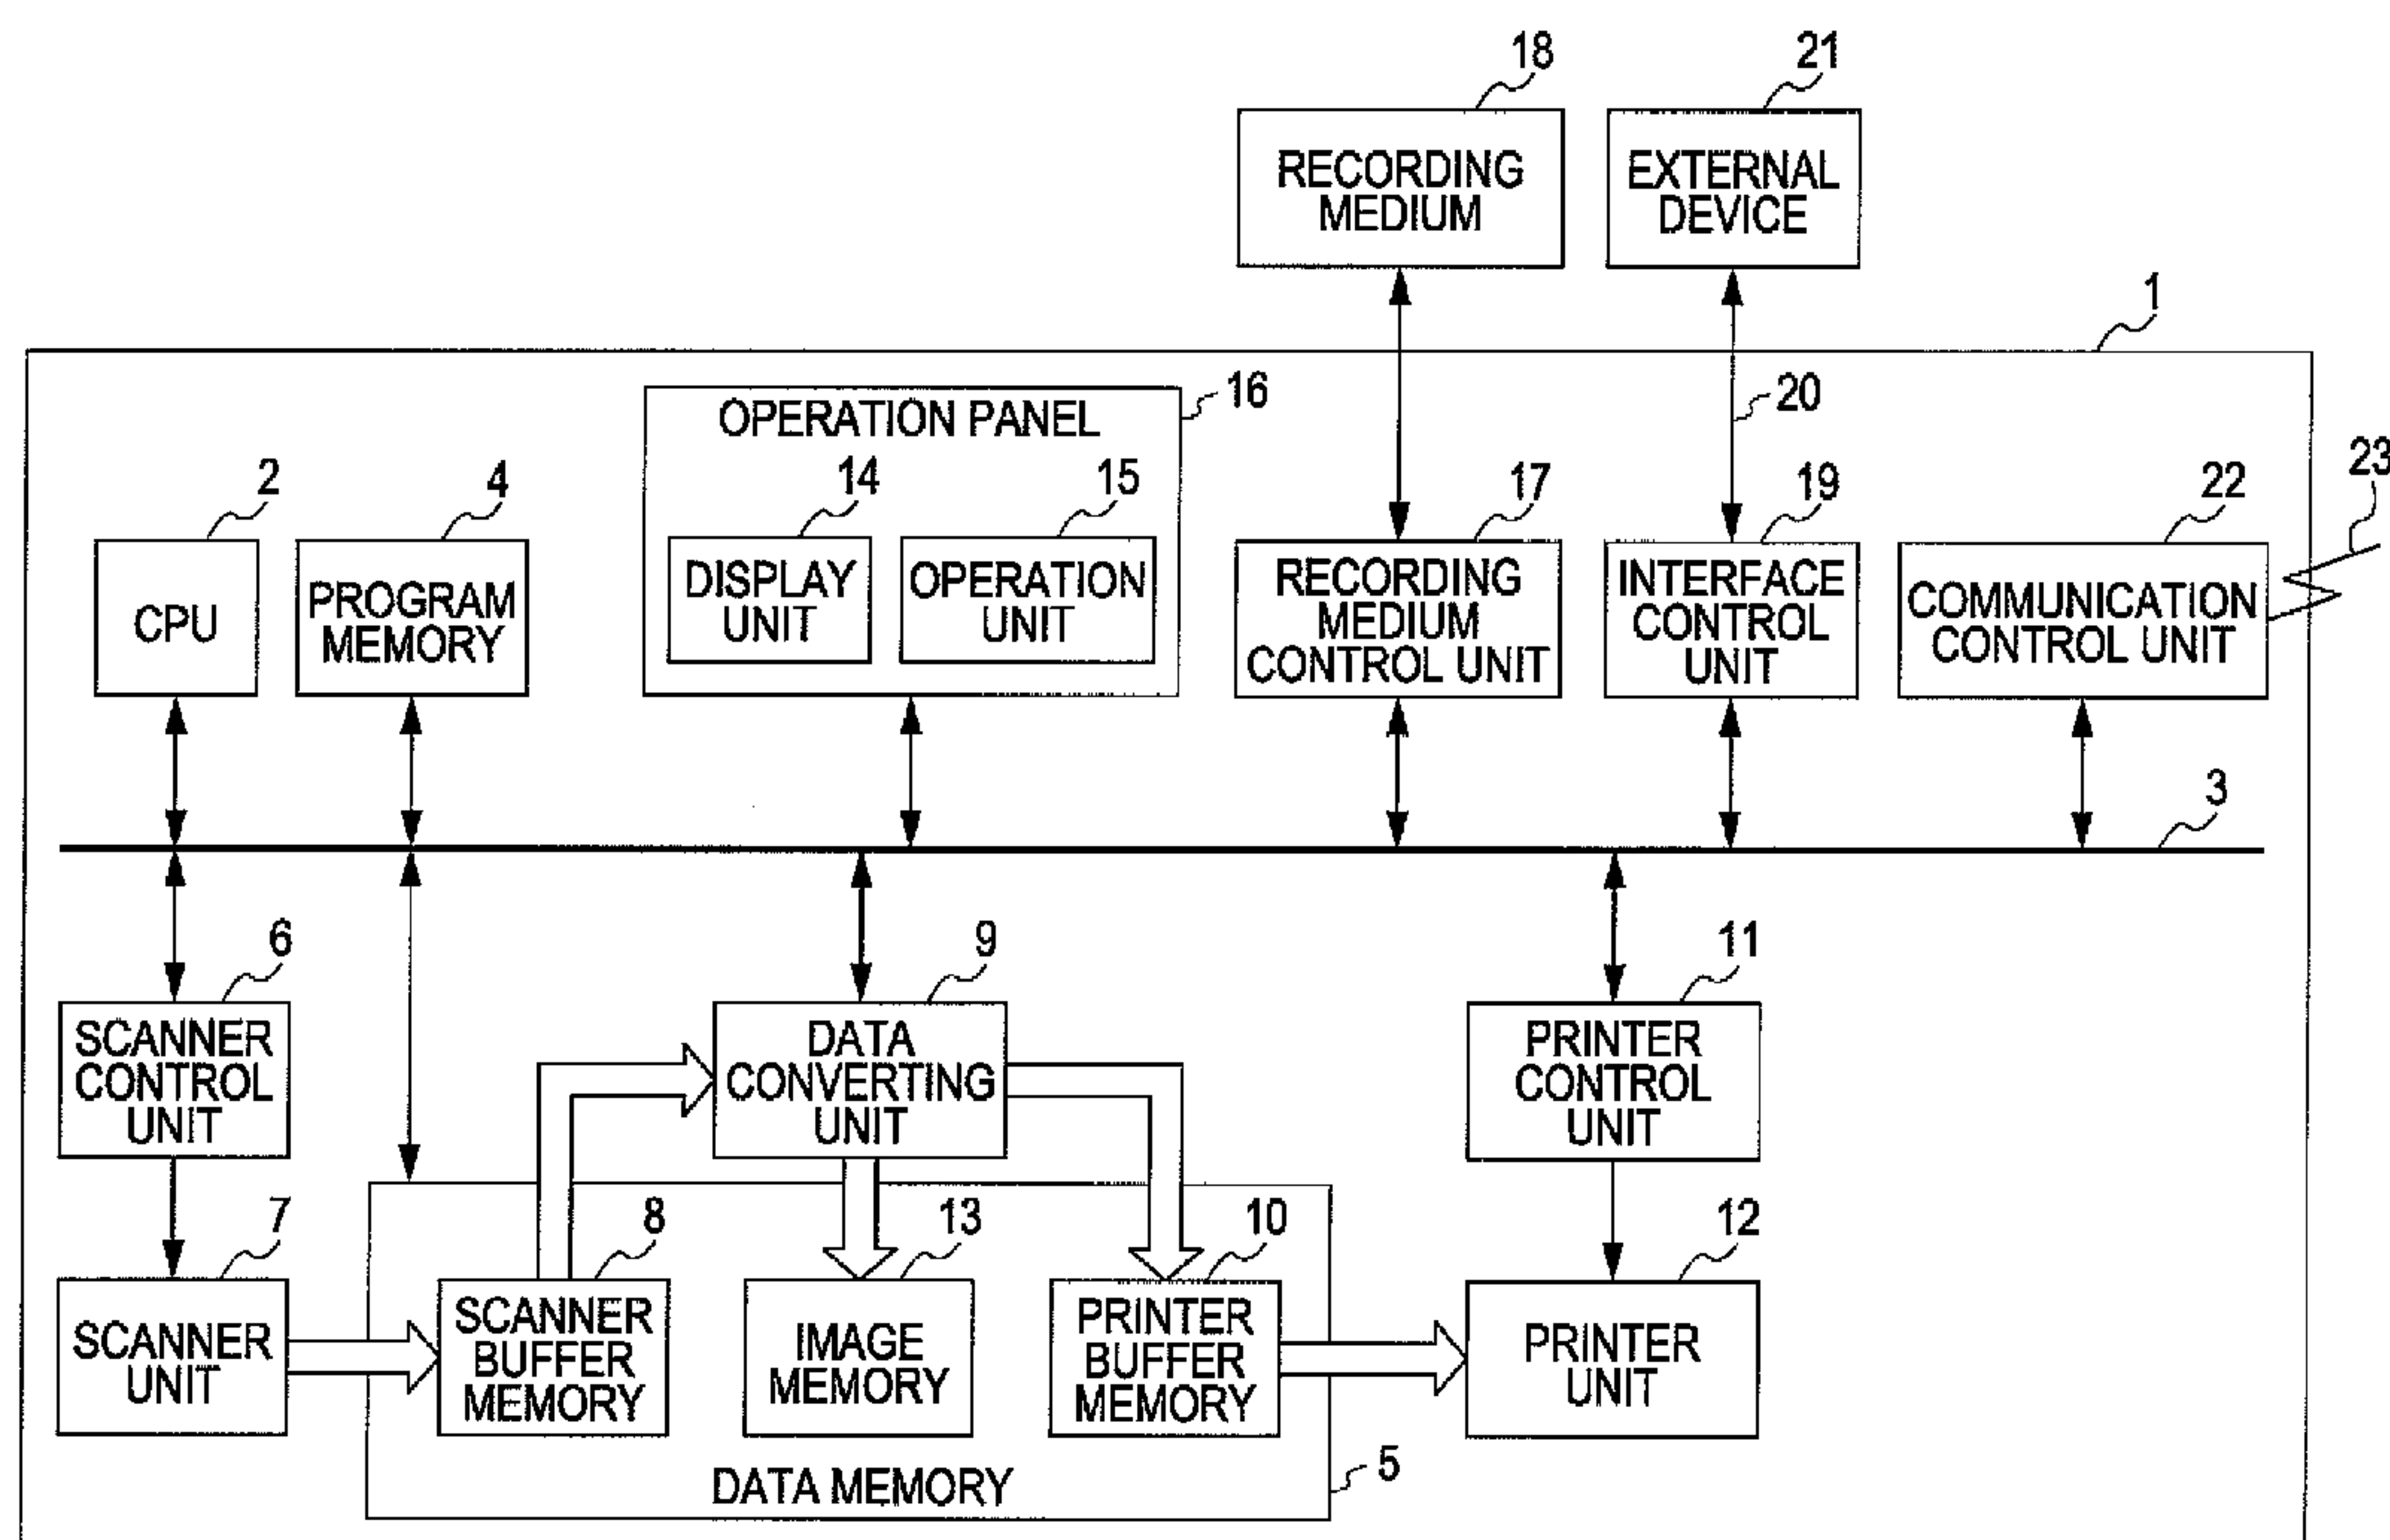 18
21
RECORDING
MEDIUM
EXTERNAL
DEVICE
1
OPERATION PANEL
16
20
23
2
4
14
15
17
19
22
CPU
PROGRAM
MEMORY
DISPLAY
UNIT
OPERATION
UNIT
RECORDING
MEDIUM
CONTROL UNIT
INTERFACE
CONTROL
UNIT
COMMUNICATION
CONTROL UNIT
3
6
9
11
SCANNER
CONTROL
UNIT
DATA
CONVERTING
UNIT
PRINTER
CONTROL
UNIT
7
8
13
10
12
SCANNER
UNIT
SCANNER
BUFFER
MEMORY
IMAGE
MEMORY
PRINTER
BUFFER
MEMORY
PRINTER
UNIT
DATA MEMORY
5